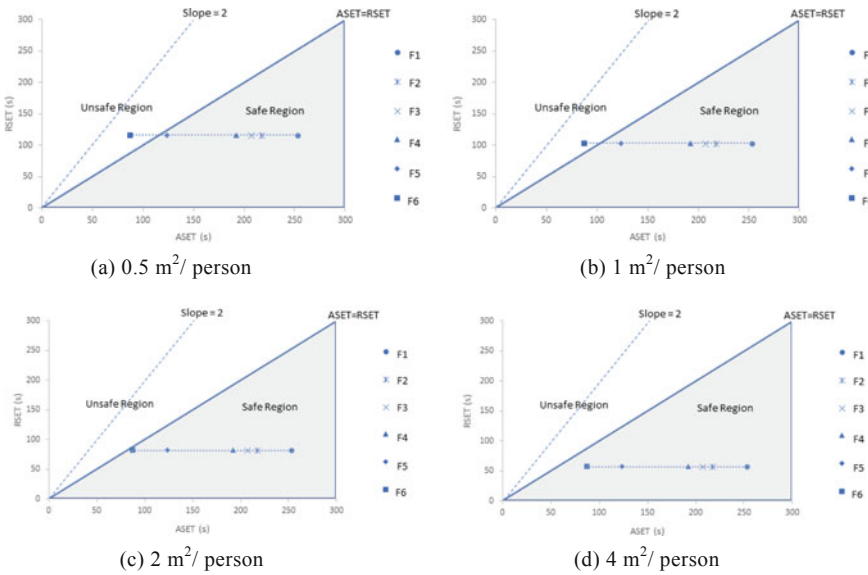 Slope = 2
ASET=RSET
300
250
200
150
100
50
0
RSET (s)
Unsafe Region
Safe Region
0 50 100 150 200 250 300
ASET (s)
F1
F2
F3
F4
F5
F6
(a) 0.5 m²/ person
Slope = 2
ASET=RSET
300
250
200
150
100
50
0
RSET (s)
Unsafe Region
Safe Region
0 50 100 150 200 250 300
ASET (s)
F
F
F
F
F
F
(b) 1 m²/ person
Slope = 2
ASET=RSET
300
250
200
150
100
50
0
RSET (s)
Unsafe Region
Safe Region
0 50 100 150 200 250 300
ASET (s)
F1
F2
F3
F4
F5
F6
(c) 2 m²/ person
Slope = 2
ASET=RSET
300
250
200
150
100
50
0
RSET (s)
Unsafe Region
Safe Region
0 50 100 150 200 250 300
ASET (s)
F1
F2
F3
F4
F5
F6
(d) 4 m²/ person